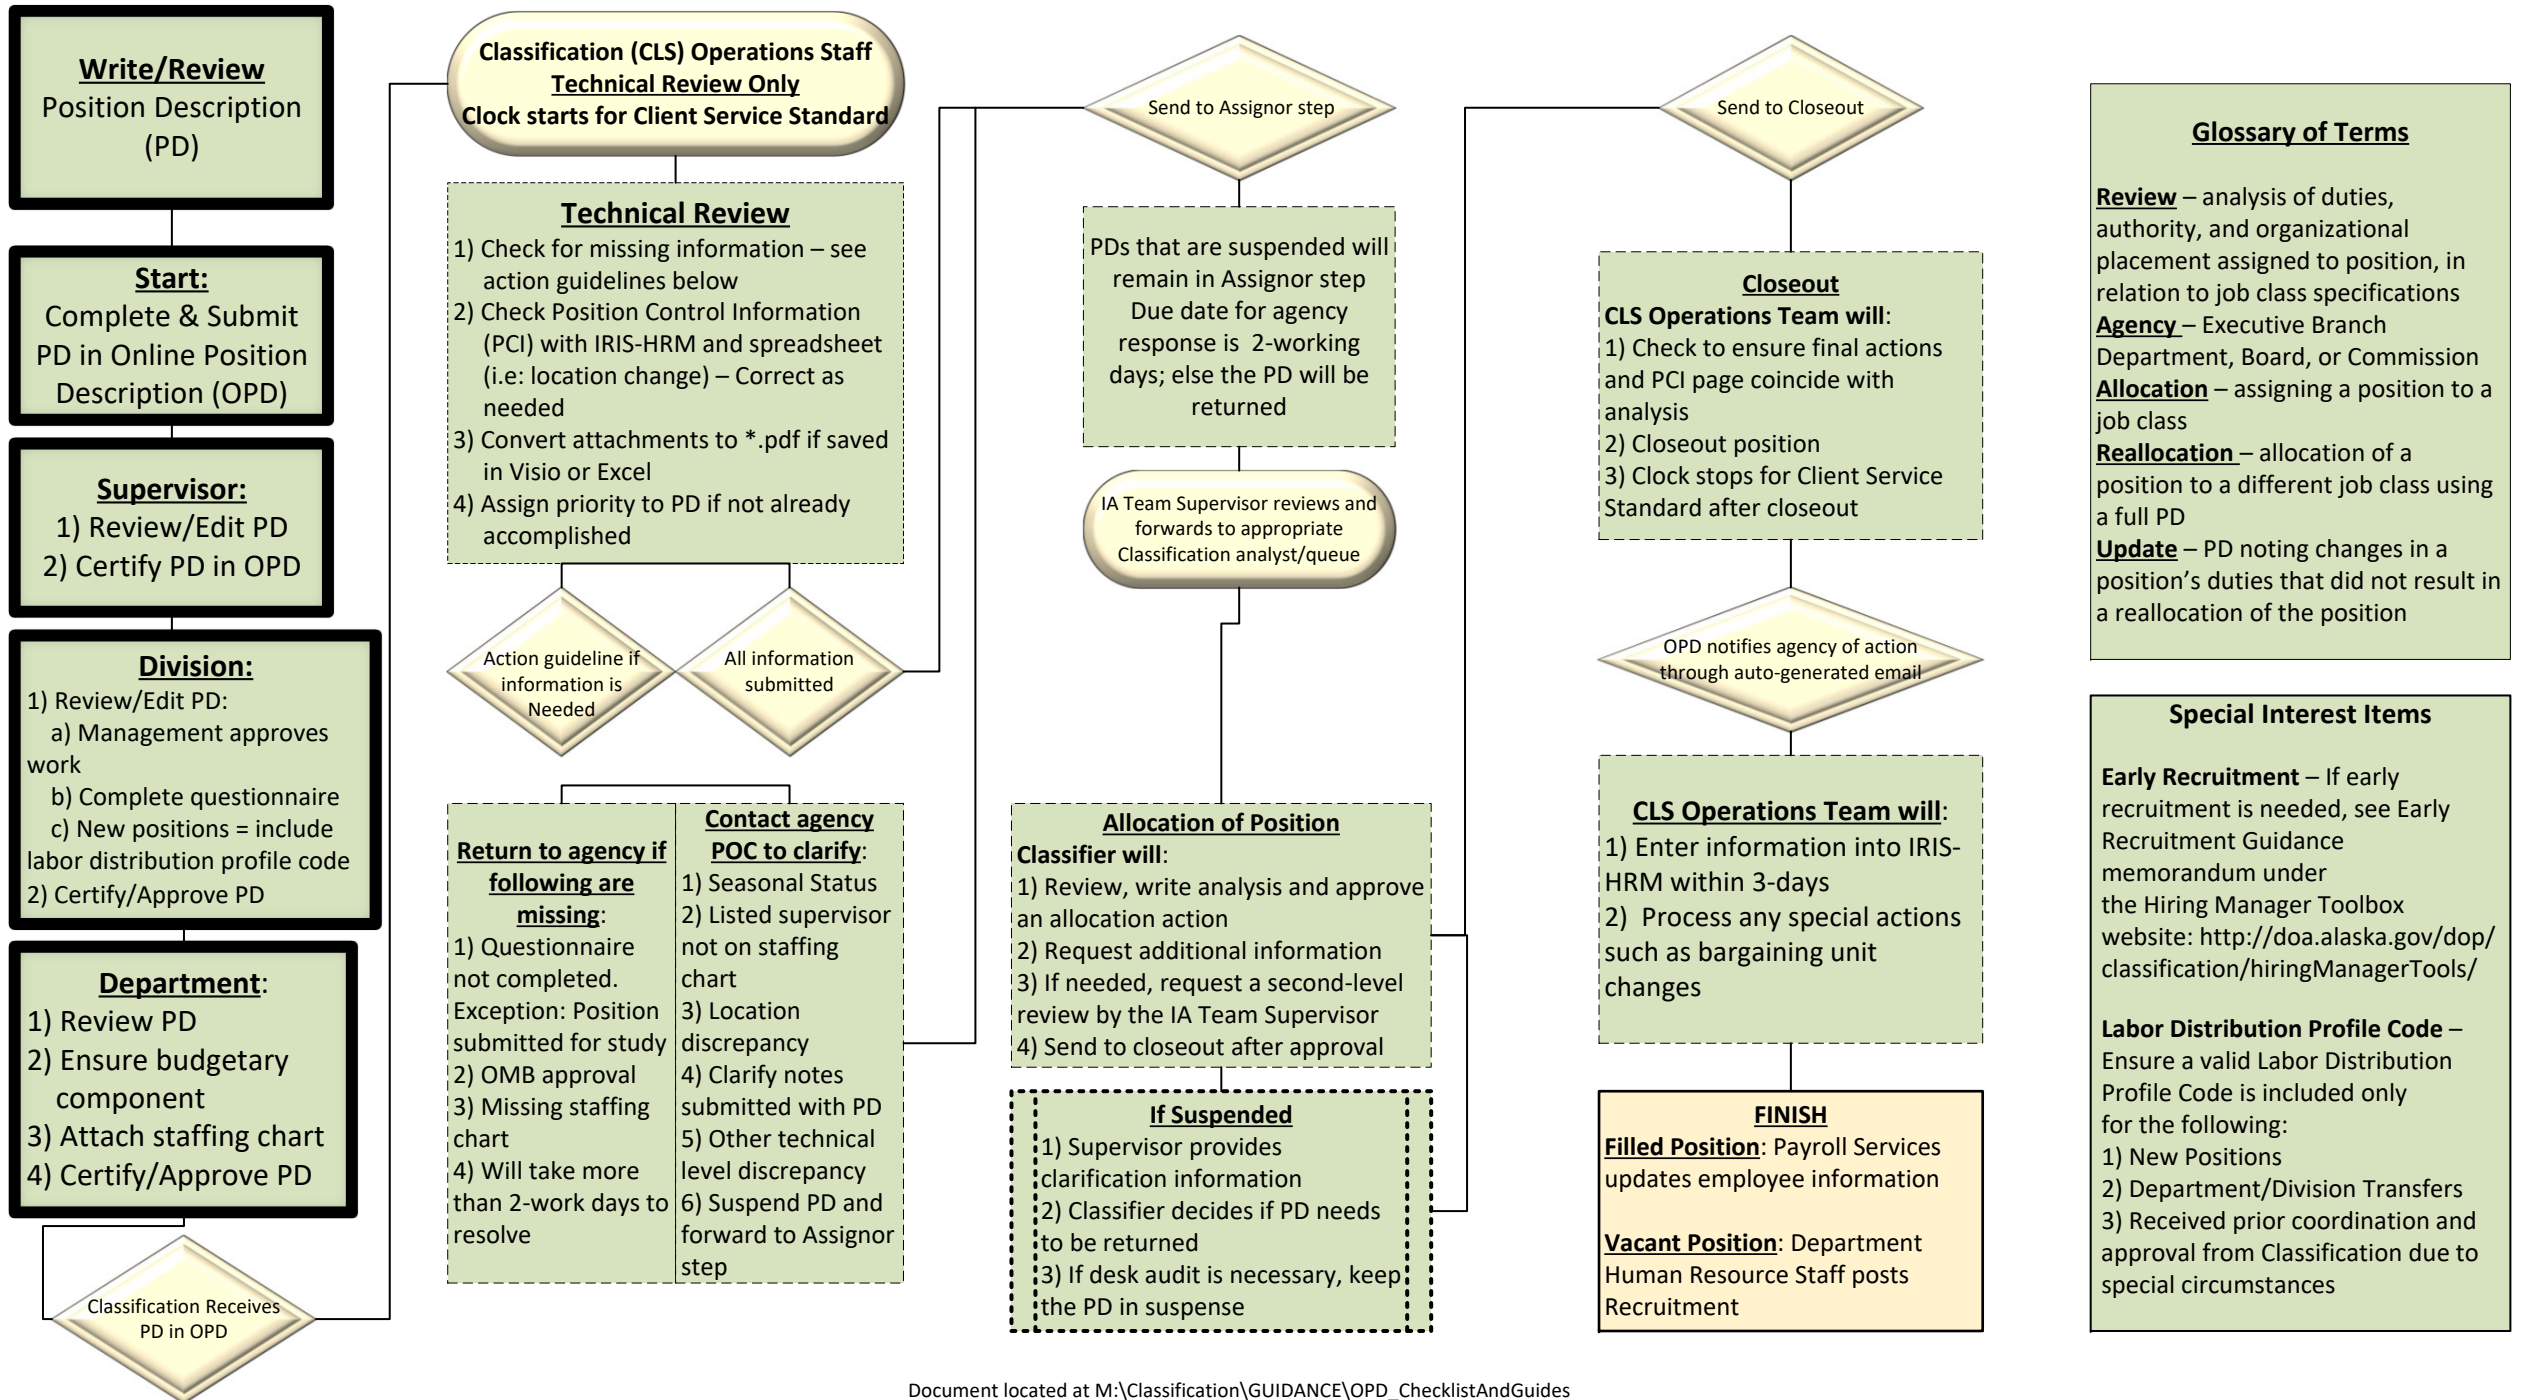 Write/Review
Position Description
(PD)
Start:
Complete & Submit
PD in Online Position
Description (OPD)
Supervisor:
1) Review/Edit PD
2) Certify PD in OPD
Division:
1) Review/Edit PD:
a) Management approves
work
b) Complete questionnaire
c) New positions = include
labor distribution profile code
2) Certify/Approve PD
Department:
1) Review PD
2) Ensure budgetary
component
3) Attach staffing chart
4) Certify/Approve PD
Classification Receives
PD in OPD
Classification (CLS) Operations Staff
Technical Review Only
Clock starts for Client Service Standard
Technical Review
1) Check for missing information – see
action guidelines below
2) Check Position Control Information
(PCI) with IRIS-HRM and spreadsheet
(i.e: location change) – Correct as
needed
3) Convert attachments to *.pdf if saved
in Visio or Excel
4) Assign priority to PD if not already
accomplished
Action guideline if
information is
Needed
All information
submitted
Return to agency if
following are
missing:
1) Questionnaire
not completed.
Exception: Position
submitted for study
2) OMB approval
3) Missing staffing
chart
4) Will take more
than 2-work days to
resolve
Contact agency
POC to clarify:
1) Seasonal Status
2) Listed supervisor
not on staffing
chart
3) Location
discrepancy
4) Clarify notes
submitted with PD
5) Other technical
level discrepancy
6) Suspend PD and
forward to Assignor
step
Send to Assignor step
PDs that are suspended will
remain in Assignor step
Due date for agency
response is 2-working
days; else the PD will be
returned
IA Team Supervisor reviews and
forwards to appropriate
Classification analyst/queue
Allocation of Position
Classifier will:
1) Review, write analysis and approve
an allocation action
2) Request additional information
3) If needed, request a second-level
review by the IA Team Supervisor
4) Send to closeout after approval
If Suspended
1) Supervisor provides
clarification information
2) Classifier decides if PD needs
to be returned
3) If desk audit is necessary, keep
the PD in suspense
Send to Closeout
Closeout
CLS Operations Team will:
1) Check to ensure final actions
and PCI page coincide with
analysis
2) Closeout position
3) Clock stops for Client Service
Standard after closeout
OPD notifies agency of action
through auto-generated email
CLS Operations Team will:
1) Enter information into IRIS-
HRM within 3-days
2) Process any special actions
such as bargaining unit
changes
FINISH
Filled Position: Payroll Services
updates employee information
Vacant Position: Department
Human Resource Staff posts
Recruitment
Glossary of Terms
Review – analysis of duties,
authority, and organizational
placement assigned to position, in
relation to job class specifications
Agency – Executive Branch
Department, Board, or Commission
Allocation – assigning a position to a
job class
Reallocation – allocation of a
position to a different job class using
a full PD
Update – PD noting changes in a
position's duties that did not result in
a reallocation of the position
Special Interest Items
Early Recruitment – If early
recruitment is needed, see Early
Recruitment Guidance
memorandum under
the Hiring Manager Toolbox
website: http://doa.alaska.gov/dop/
classification/hiringManagerTools/
Labor Distribution Profile Code –
Ensure a valid Labor Distribution
Profile Code is included only
for the following:
1) New Positions
2) Department/Division Transfers
3) Received prior coordination and
approval from Classification due to
special circumstances
Document located at M:\Classification\GUIDANCE\OPD_ChecklistAndGuides